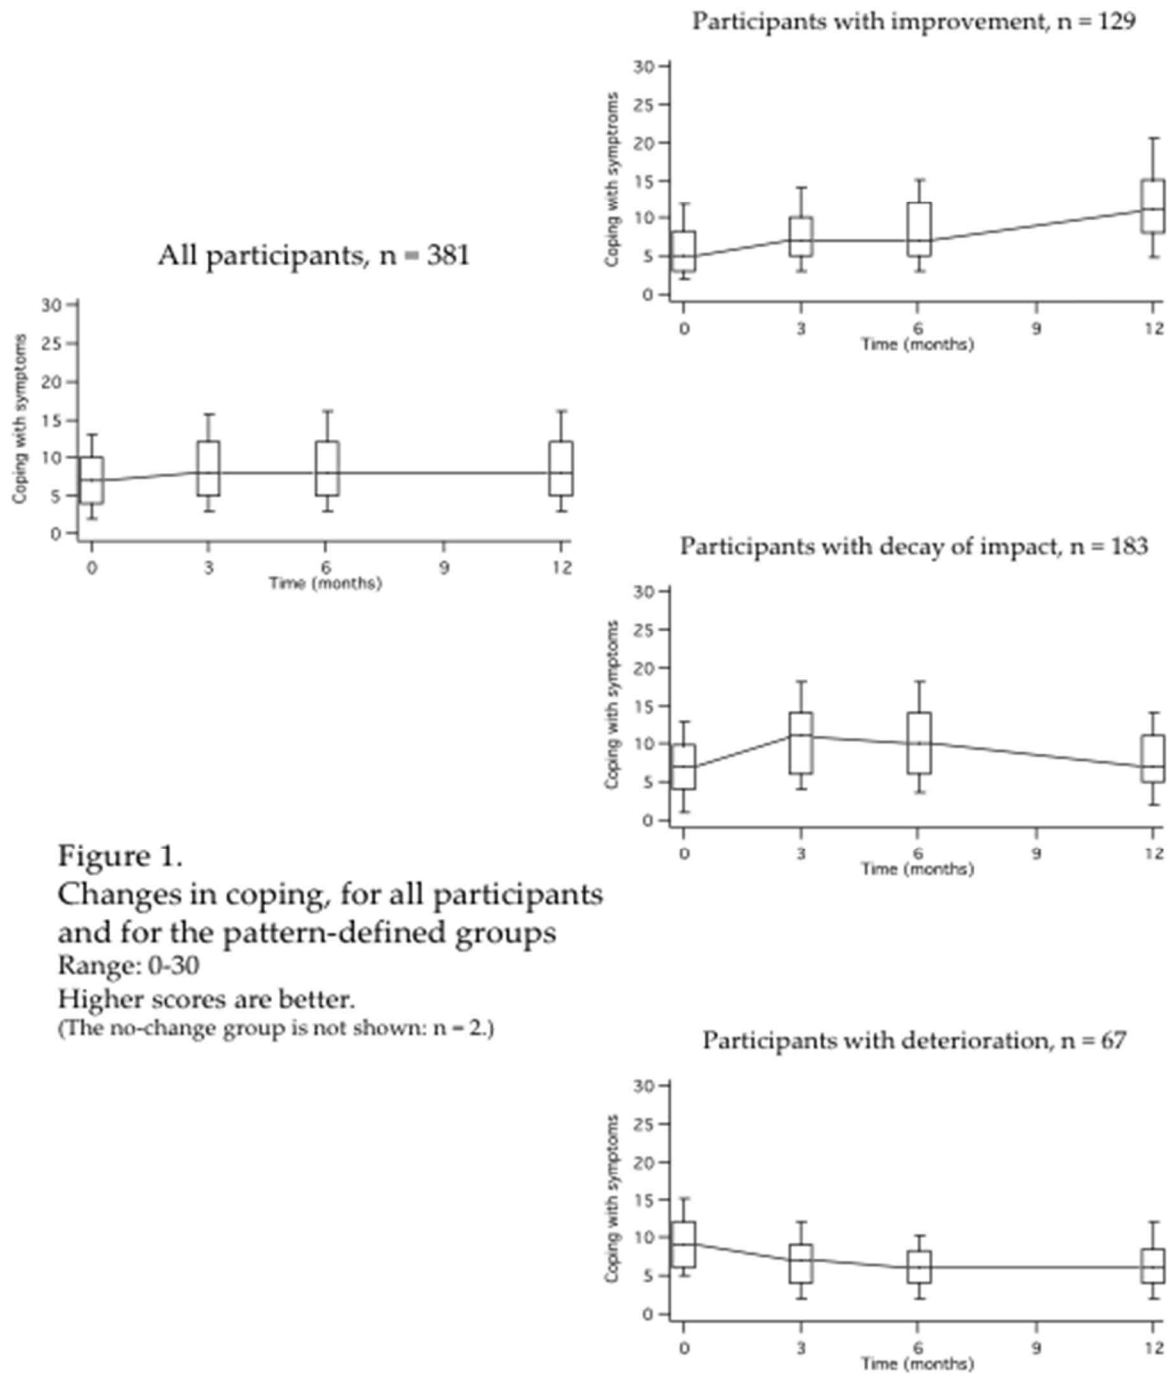 Participants with improvement, n = 129
30
25
20
15
10
5
0
Coping with symptroms
0 3 6 9 12
Time (months)
All participants, n = 381
30
25
20
15
10
5
0
Coping with symptoms
0 3 6 9 12
Time (months)
Participants with decay of impact, n = 183
30
25
20
15
10
5
0
Coping with symptoms
0 3 6 9 12
Time (months)
Figure 1.
Changes in coping, for all participants
and for the pattern-defined groups
Range: 0-30
Higher scores are better.
(The no-change group is not shown: n = 2.)
Participants with deterioration, n = 67
30
25
20
15
10
5
0
Coping with symptoms
0 3 6 9 12
Time (months)